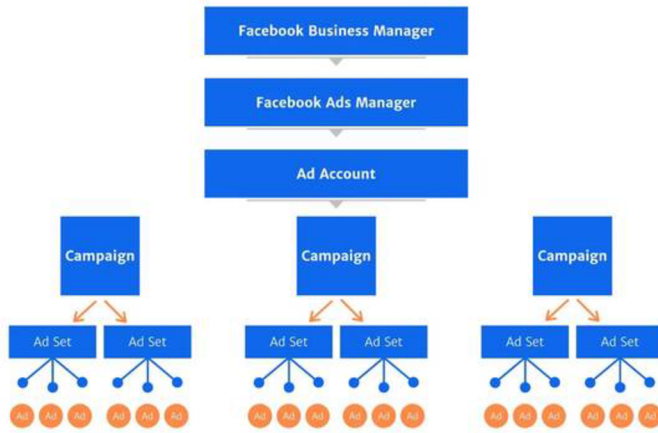 Facebook Business Manager
Facebook Ads Manager
Ad Account
Campaign Campaign Campaign
Ad Set Ad Set Ad Set Ad Set Ad Set Ad Set
Ad Ad Ad Ad Ad Ad Ad Ad Ad Ad Ad Ad Ad Ad Ad Ad Ad Ad